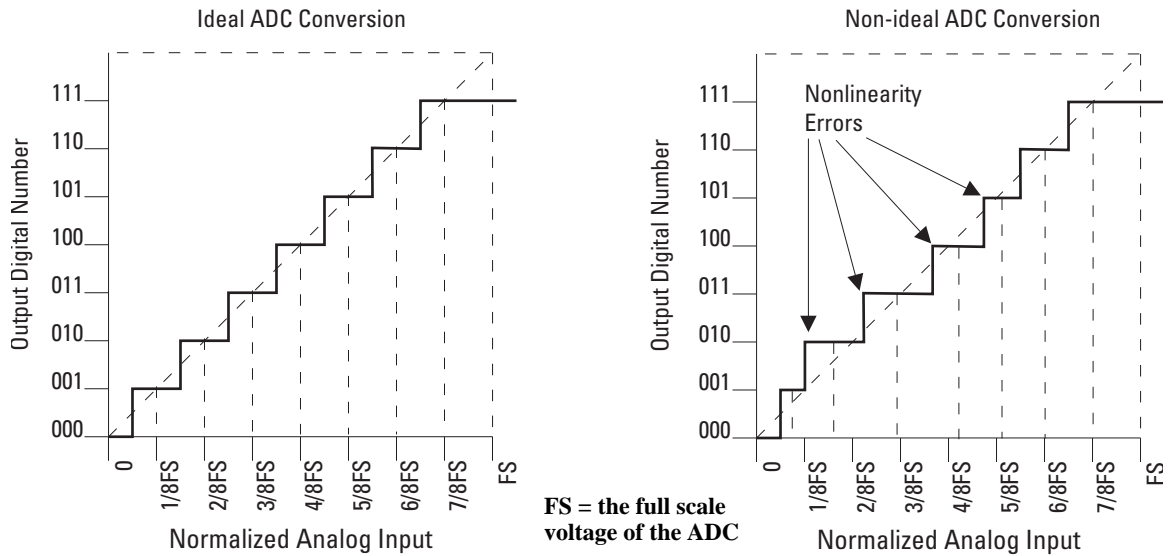 Ideal ADC Conversion
Output Digital Number
111
110
101
100
011
010
001
000
0
1/8FS
2/8FS
3/8FS
4/8FS
5/8FS
6/8FS
7/8FS
FS
Normalized Analog Input
FS = the full scale
voltage of the ADC
Non-ideal ADC Conversion
Nonlinearity
Errors
Output Digital Number
111
110
101
100
011
010
001
000
0
1/8FS
2/8FS
3/8FS
4/8FS
5/8FS
6/8FS
7/8FS
FS
Normalized Analog Input